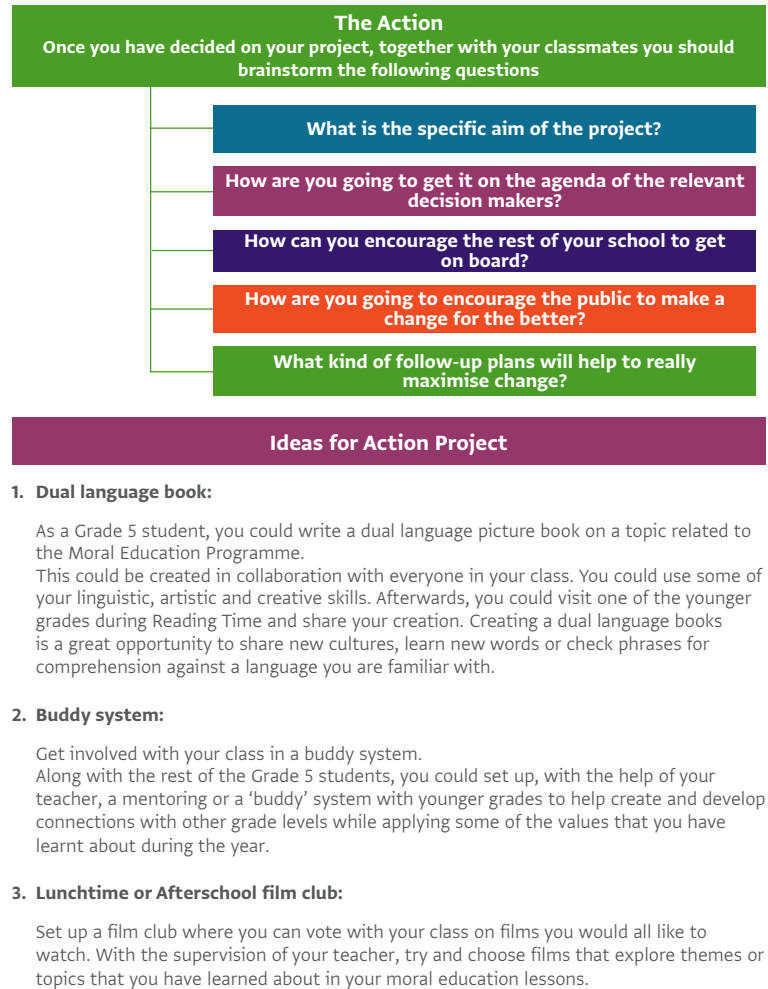 The Action
Once you have decided on your project, together with your classmates you should
brainstorm the following questions
What is the specific aim of the project?
How are you going to get it on the agenda of the relevant
decision makers?
How can you encourage the rest of your school to get
on board?
How are you going to encourage the public to make a
change for the better?
What kind of follow-up plans will help to really
maximise change?
Ideas for Action Project
1. Dual language book:
As a Grade 5 student, you could write a dual language picture book on a topic related to
the Moral Education Programme.
This could be created in collaboration with everyone in your class. You could use some of
your linguistic, artistic and creative skills. Afterwards, you could visit one of the younger
grades during Reading Time and share your creation. Creating a dual language books
is a great opportunity to share new cultures, learn new words or check phrases for
comprehension against a language you are familiar with.
2. Buddy system:
Get involved with your class in a buddy system.
Along with the rest of the Grade 5 students, you could set up, with the help of your
teacher, a mentoring or a ‘buddy’ system with younger grades to help create and develop
connections with other grade levels while applying some of the values that you have
learnt about during the year.
3. Lunchtime or Afterschool film club:
Set up a film club where you can vote with your class on films you would all like to
watch. With the supervision of your teacher, try and choose films that explore themes or
topics that you have learned about in your moral education lessons.